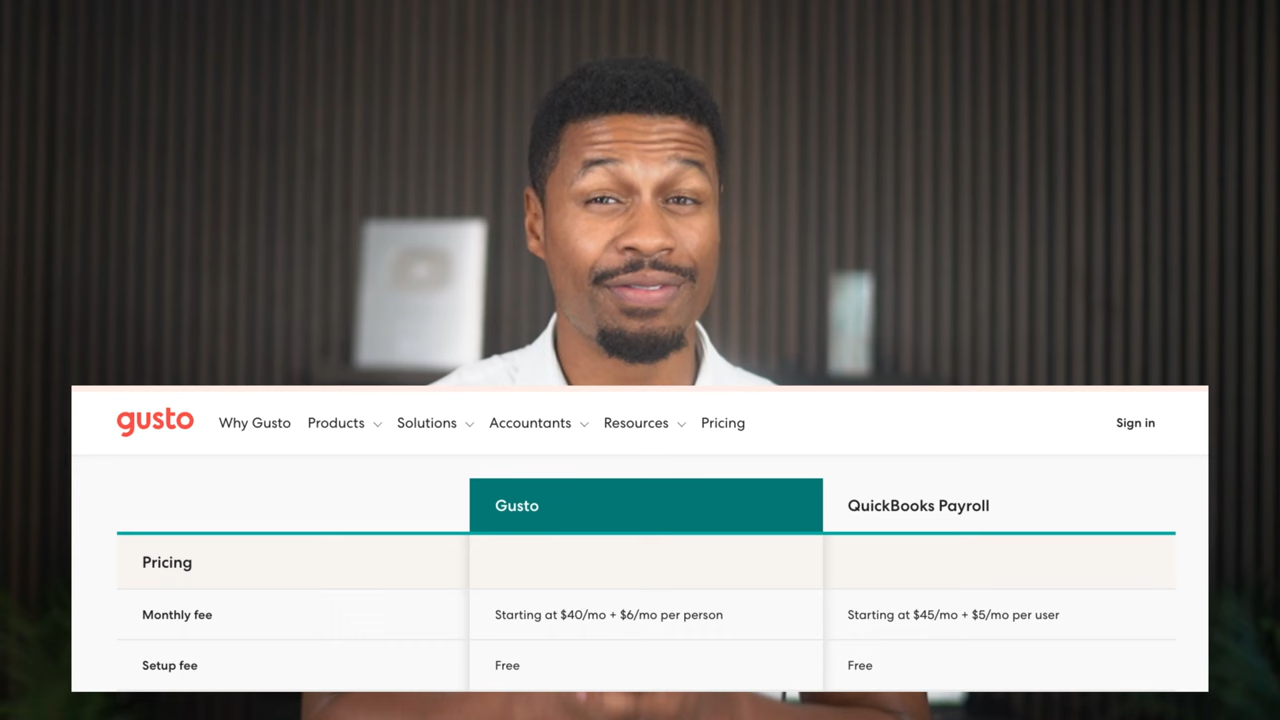 gusto Why Gusto Products Solutions Accountants Resources Pricing Sign in
Gusto QuickBooks Payroll
Pricing
Monthly fee Starting at $40/mo + $6/mo per person Starting at $45/mo + $5/mo per user
Setup fee Free Free